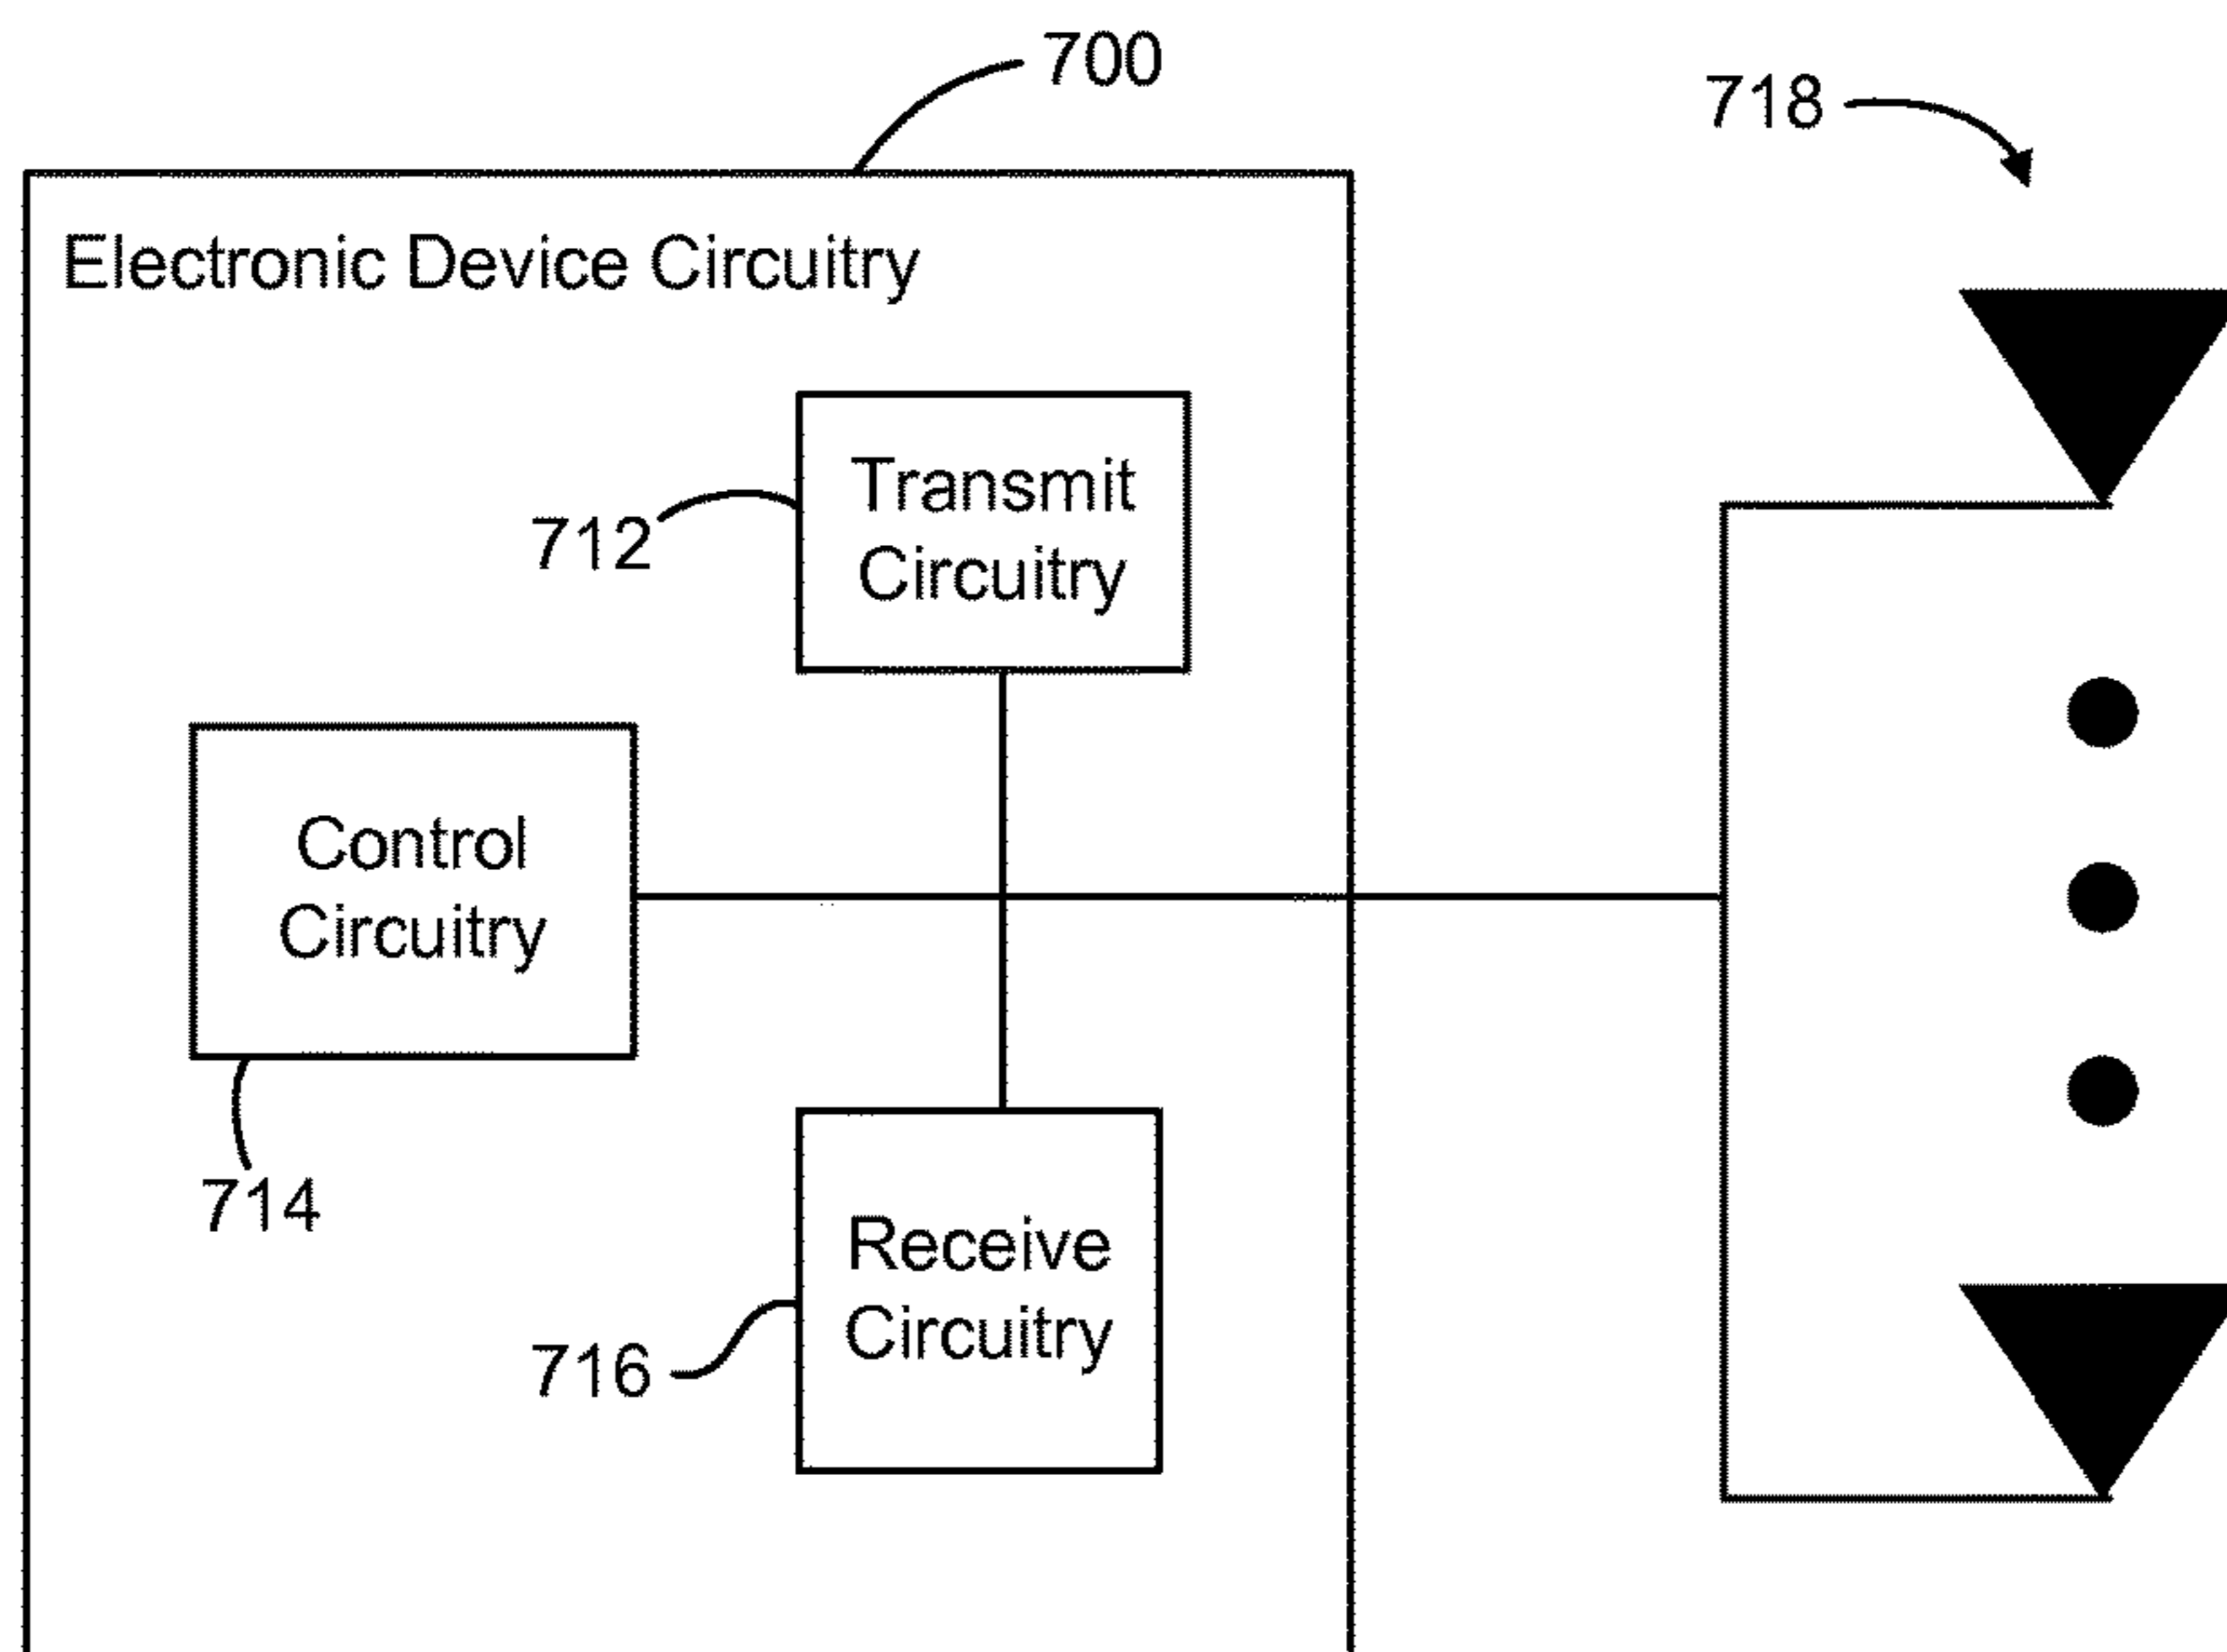 700
718
Electronic Device Circuitry
Transmit
Circuitry
712
Control
Circuitry
714
Receive
Circuitry
716